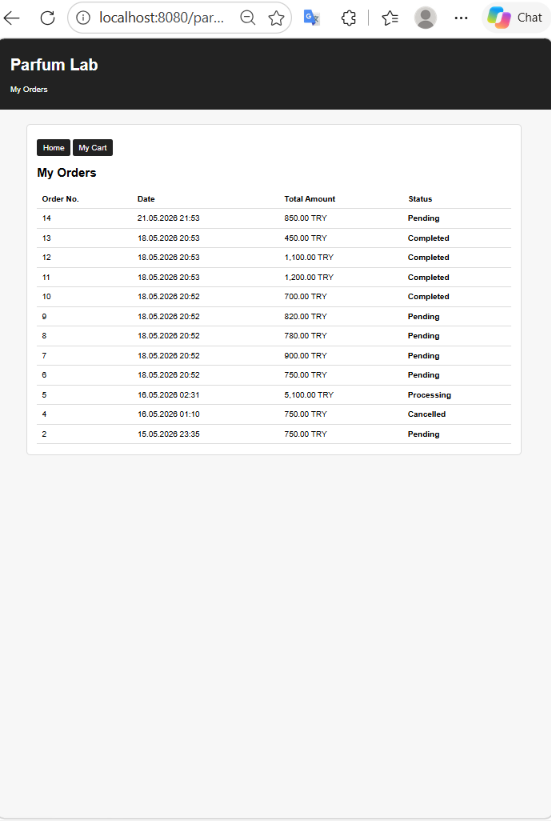 localhost:8080/par...
Chat
Parfum Lab
My Orders
Home My Cart
My Orders
Order No. Date Total Amount Status
14 21.05.2026 21:53 850.00 TRY Pending
13 18.05.2026 20:53 450.00 TRY Completed
12 18.05.2026 20:53 1,100.00 TRY Completed
11 18.05.2026 20:53 1,200.00 TRY Completed
10 18.05.2026 20:52 700.00 TRY Completed
9 18.05.2026 20:52 820.00 TRY Pending
8 18.05.2026 20:52 780.00 TRY Pending
7 18.05.2026 20:52 900.00 TRY Pending
6 18.05.2026 20:52 750.00 TRY Pending
5 16.05.2026 02:31 5,100.00 TRY Processing
4 16.05.2026 01:10 750.00 TRY Cancelled
2 15.05.2026 23:35 750.00 TRY Pending